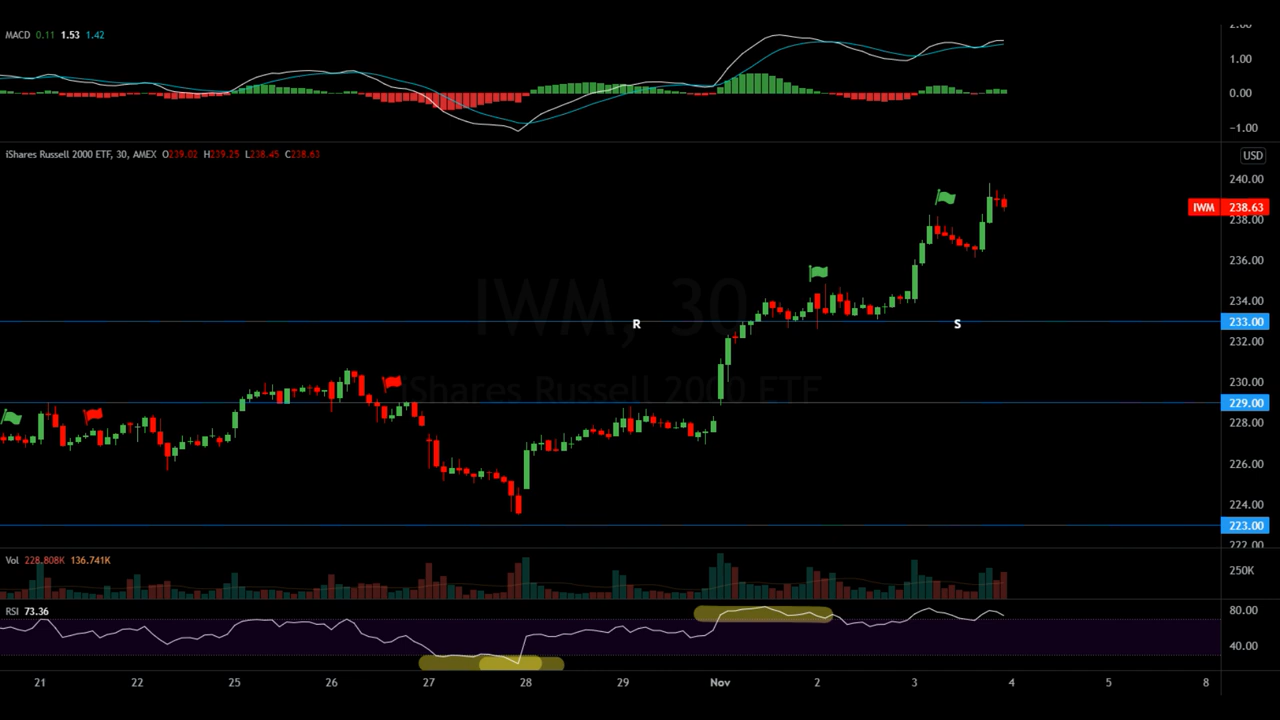 2.00
MACD 0.11 1.53 1.42
1.00
0.00
-1.00
iShares Russell 2000 ETF, 30, AMEX O239.02 H239.25 L238.45 C238.63
USD
240.00
IWM 238.63
238.00
236.00
IWM, 30
234.00
R
S
233.00
232.00
iShares Russell 2000 ETF
230.00
229.00
228.00
226.00
224.00
223.00
222.00
Vol 228.808K 136.741K
250K
RSI 73.36
80.00
40.00
21 22 25 26 27 28 29 Nov 2 3 4 5 8